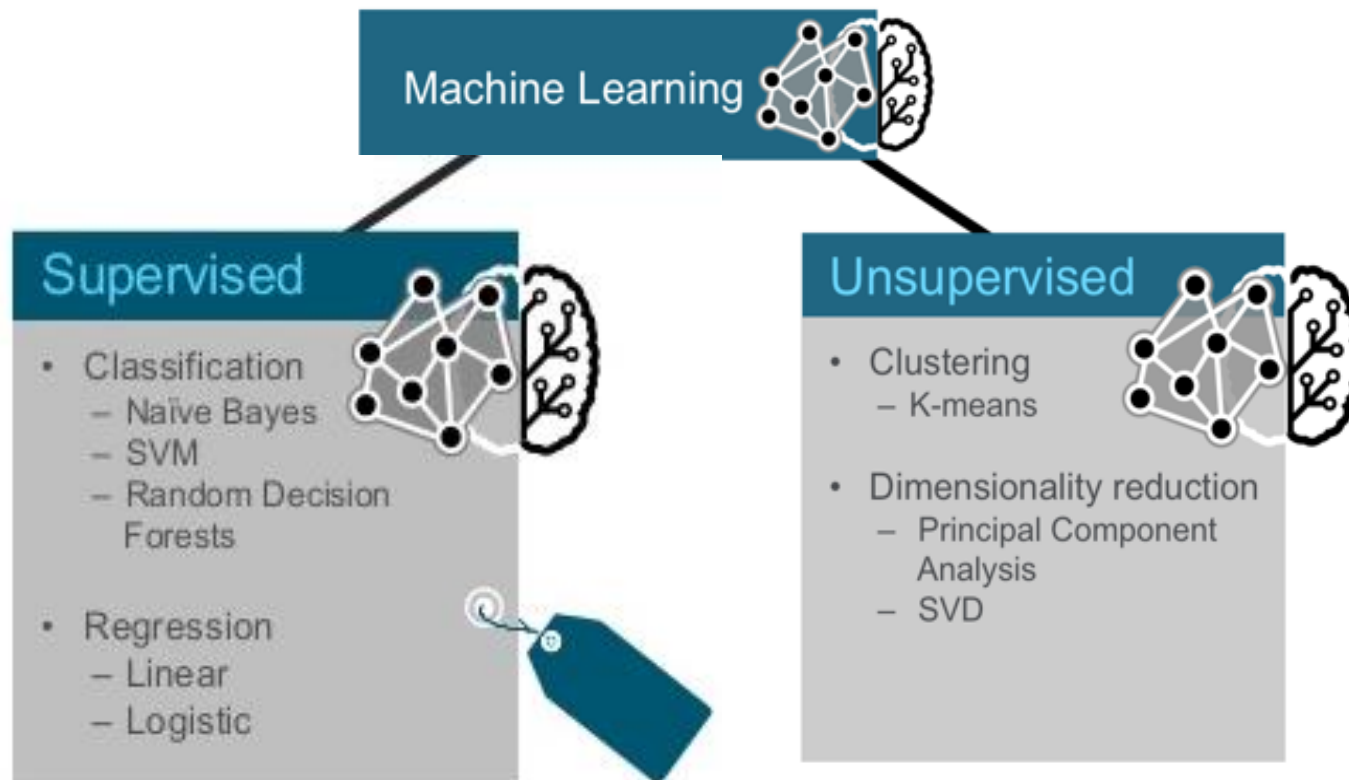 Machine Learning
Supervised
• Classification
– Naïve Bayes
– SVM
– Random Decision
Forests
• Regression
– Linear
– Logistic
Unsupervised
• Clustering
– K-means
• Dimensionality reduction
– Principal Component
Analysis
– SVD